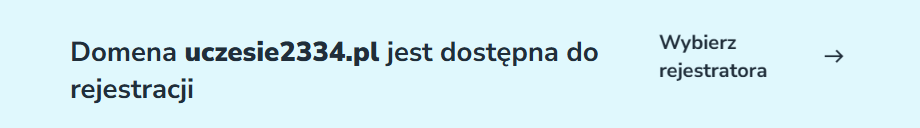 Domena uczesie2334.pl jest dostępna do
rejestracji
Wybierz
rejestratora
→